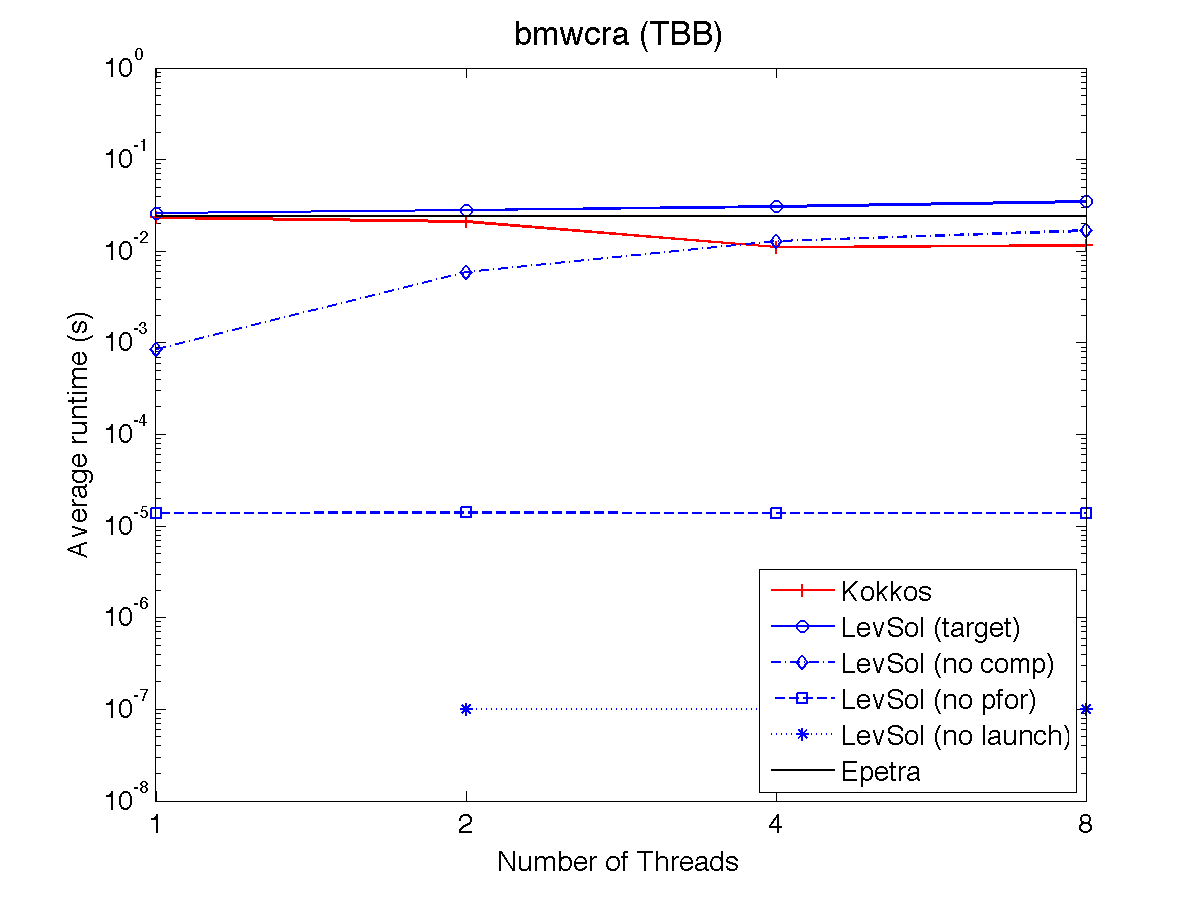 bmwcra (TBB)
10^0
10^-1
10^-2
10^-3
10^-4
10^-5
10^-6
10^-7
10^-8
Average runtime (s)
1 2 4 8
Number of Threads
Kokkos
LevSol (target)
LevSol (no comp)
LevSol (no pfor)
LevSol (no launch)
Epetra